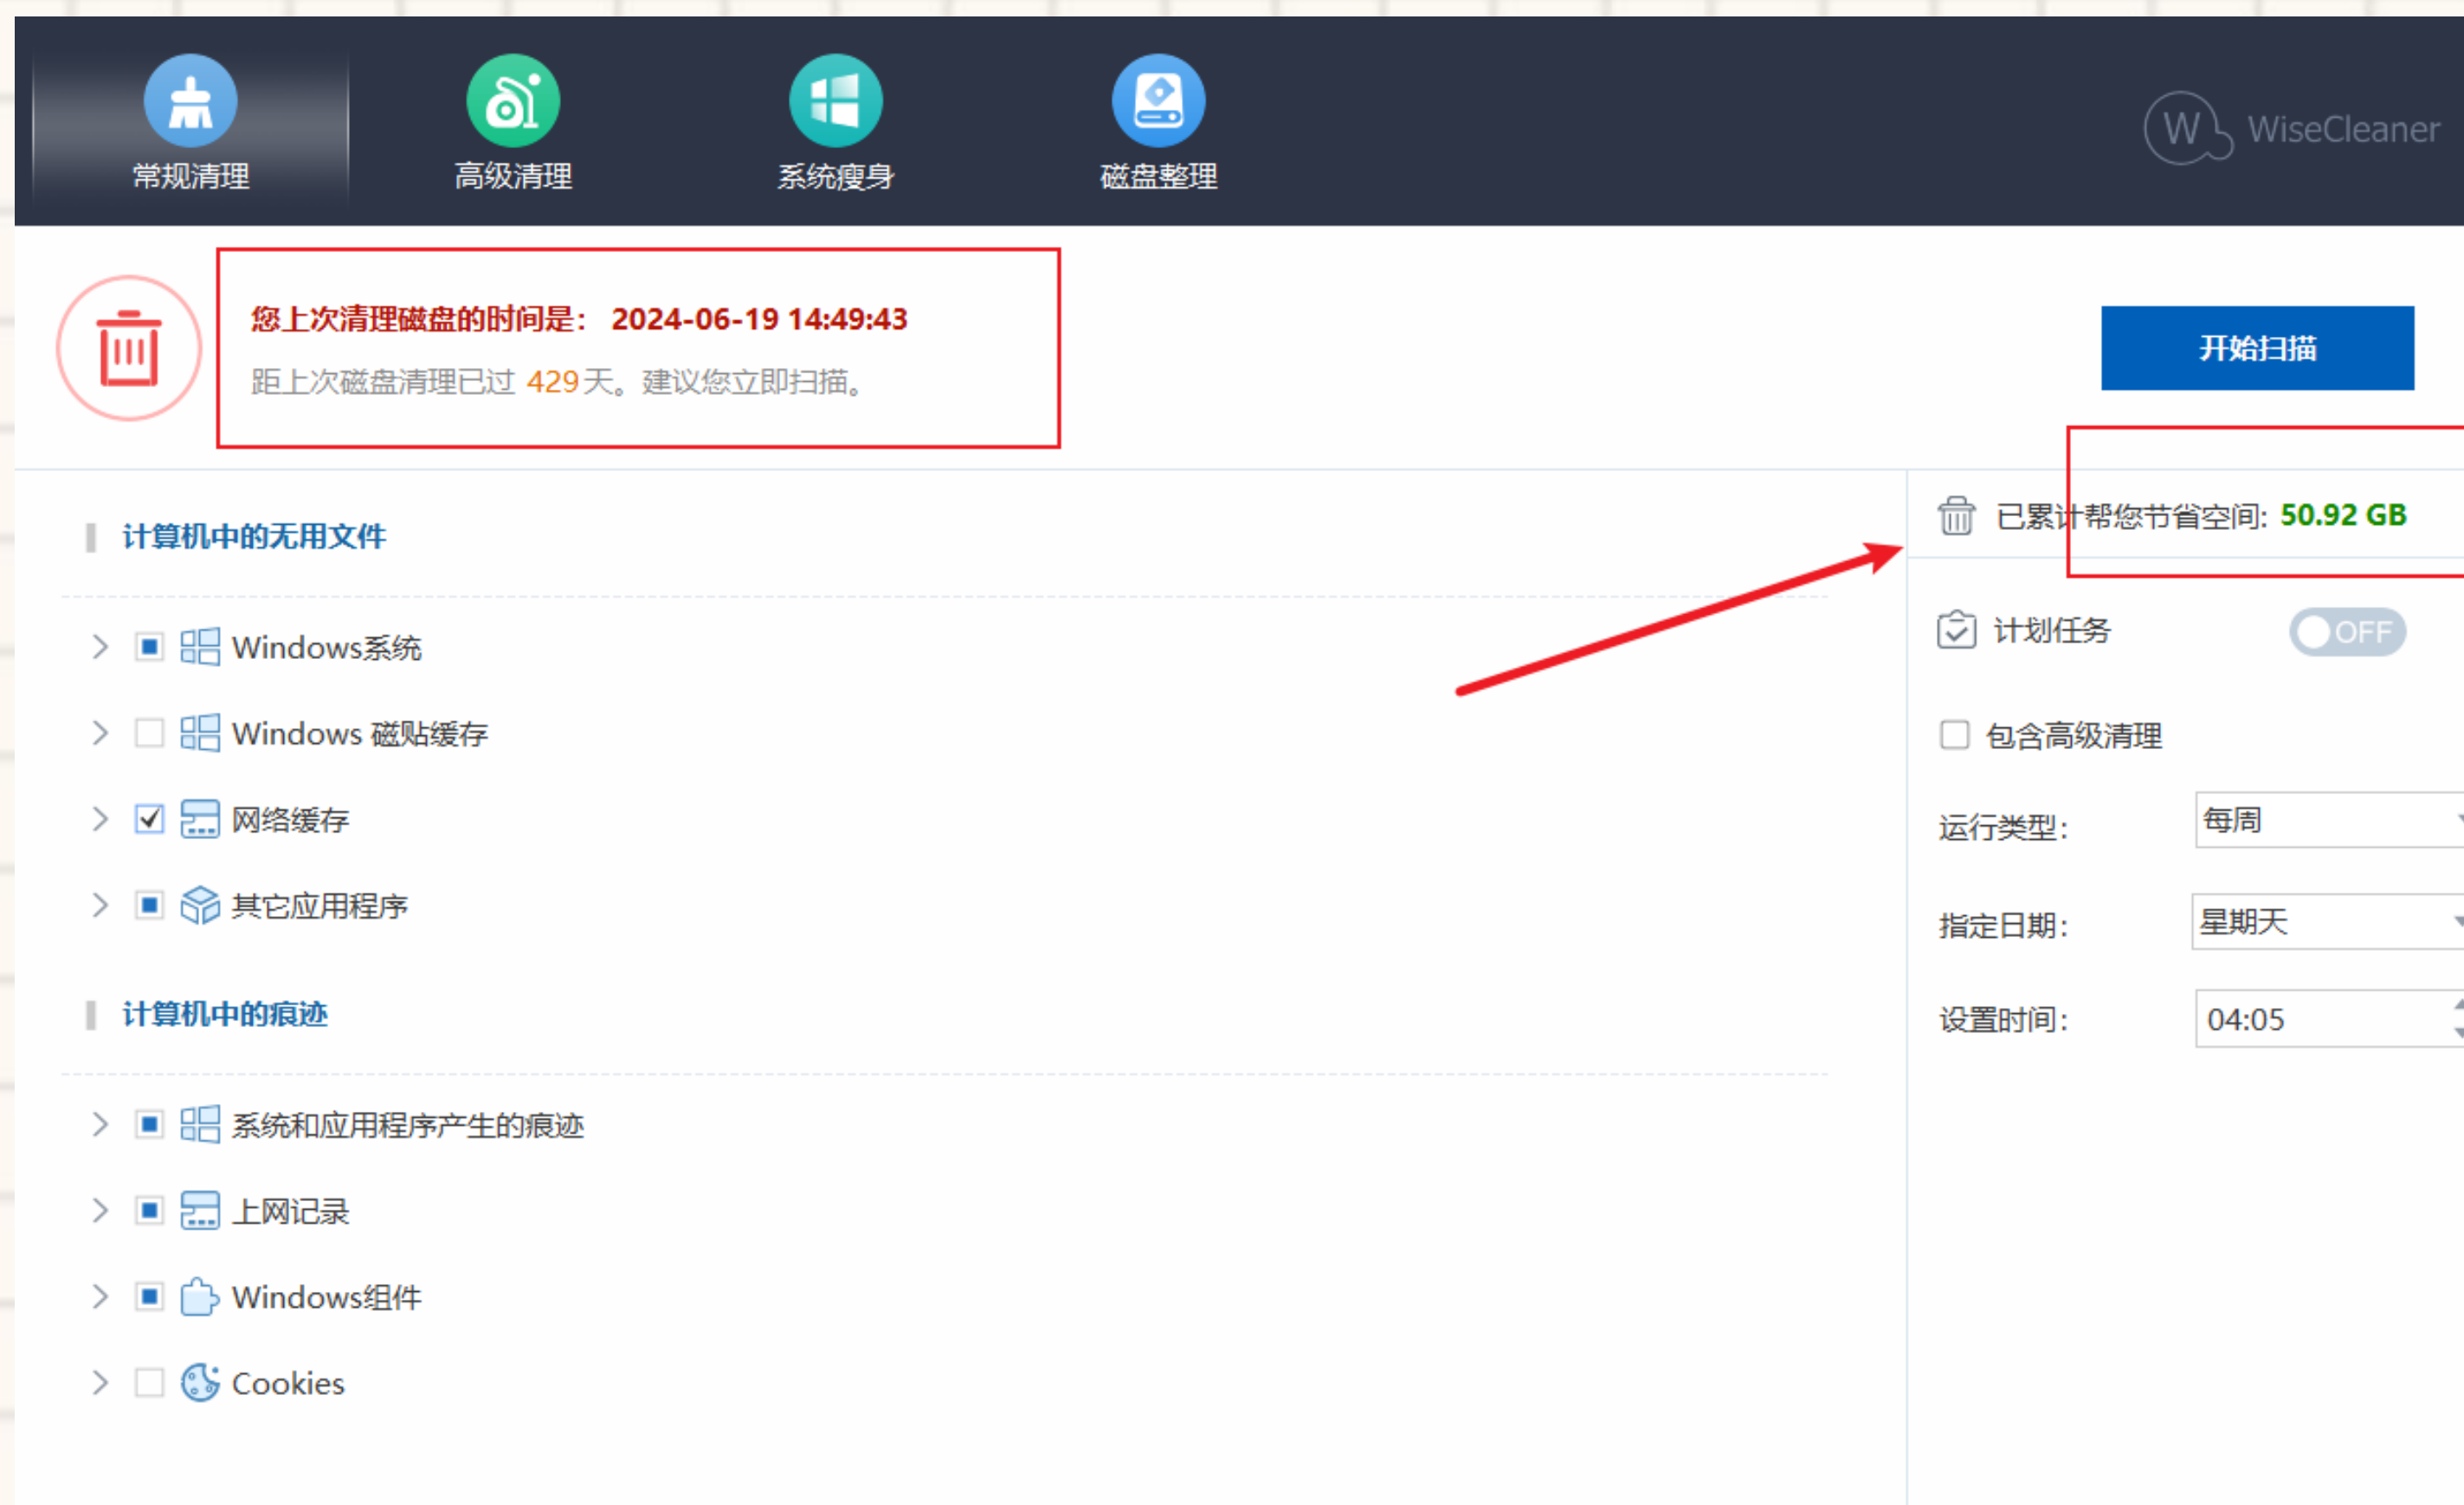 常规清理
高级清理
系统瘦身
磁盘整理
W WiseCleaner
您上次清理磁盘的时间是： 2024-06-19 14:49:43
距上次磁盘清理已过 429天。建议您立即扫描。
开始扫描
计算机中的无用文件
Windows系统
Windows 磁贴缓存
网络缓存
其它应用程序
计算机中的痕迹
系统和应用程序产生的痕迹
上网记录
Windows组件
Cookies
已累计帮您节省空间: 50.92 GB
计划任务 OFF
包含高级清理
运行类型: 每周
指定日期: 星期天
设置时间: 04:05